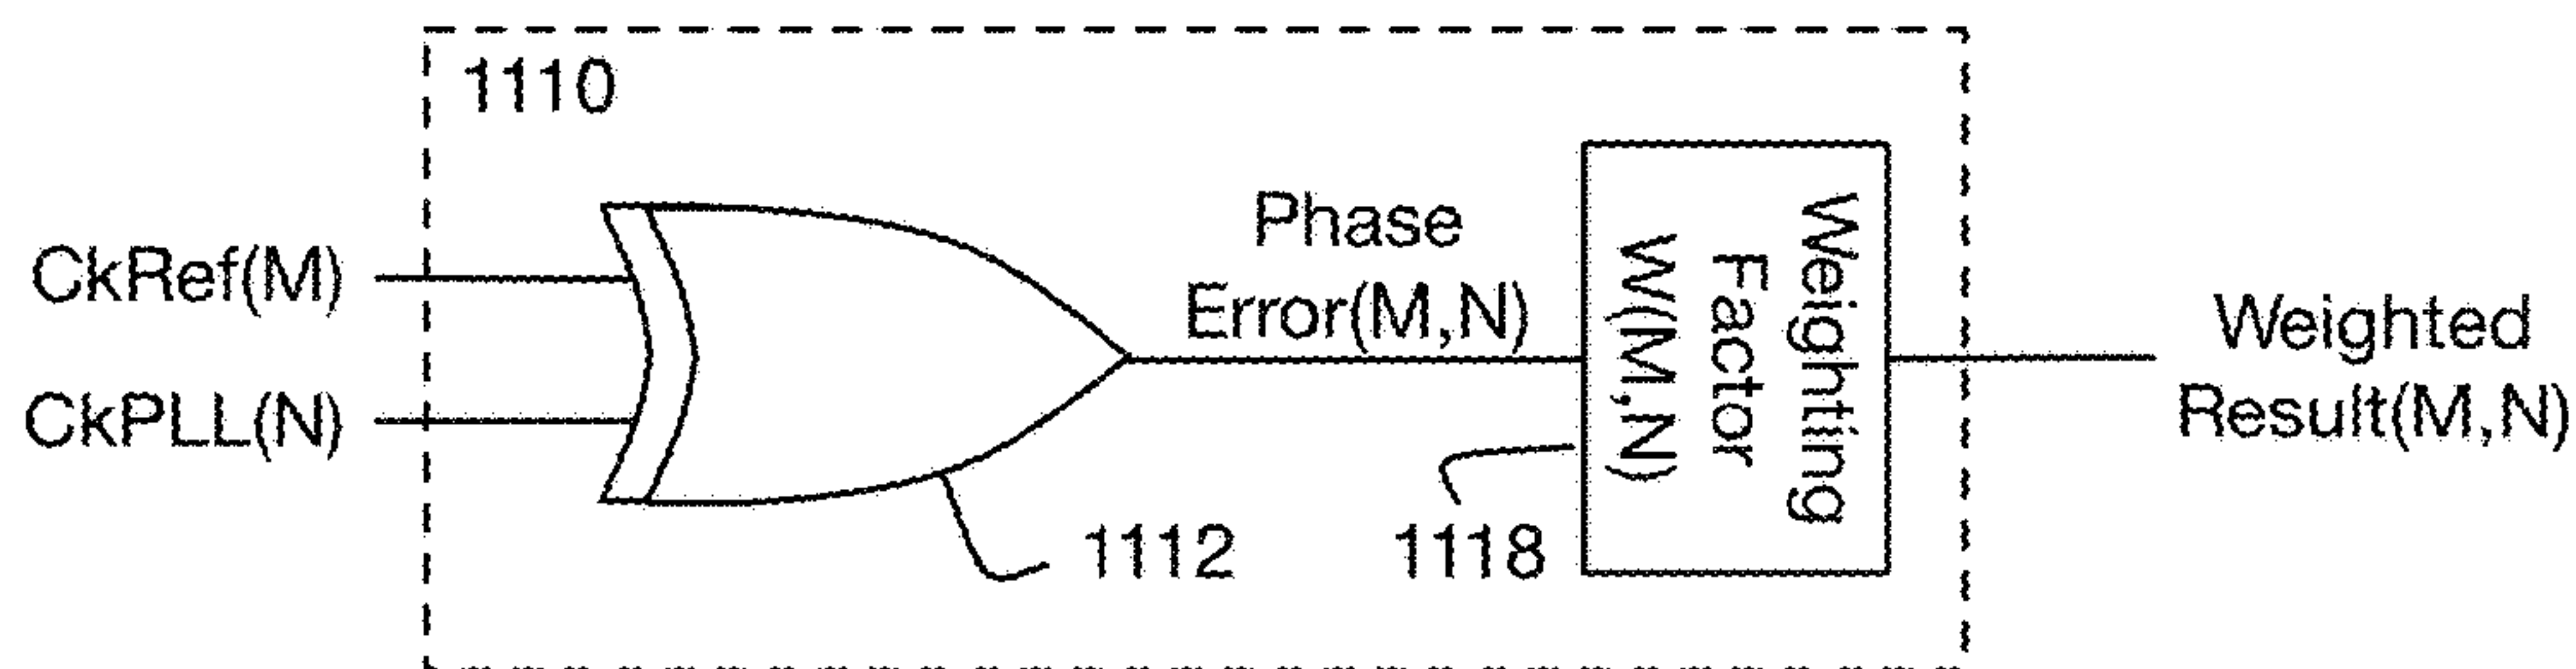 1110
CkRef(M)
CkPLL(N)
Phase
Error(M,N)
1112
1118
Weighting
Factor
W(M,N)
Weighted
Result(M,N)